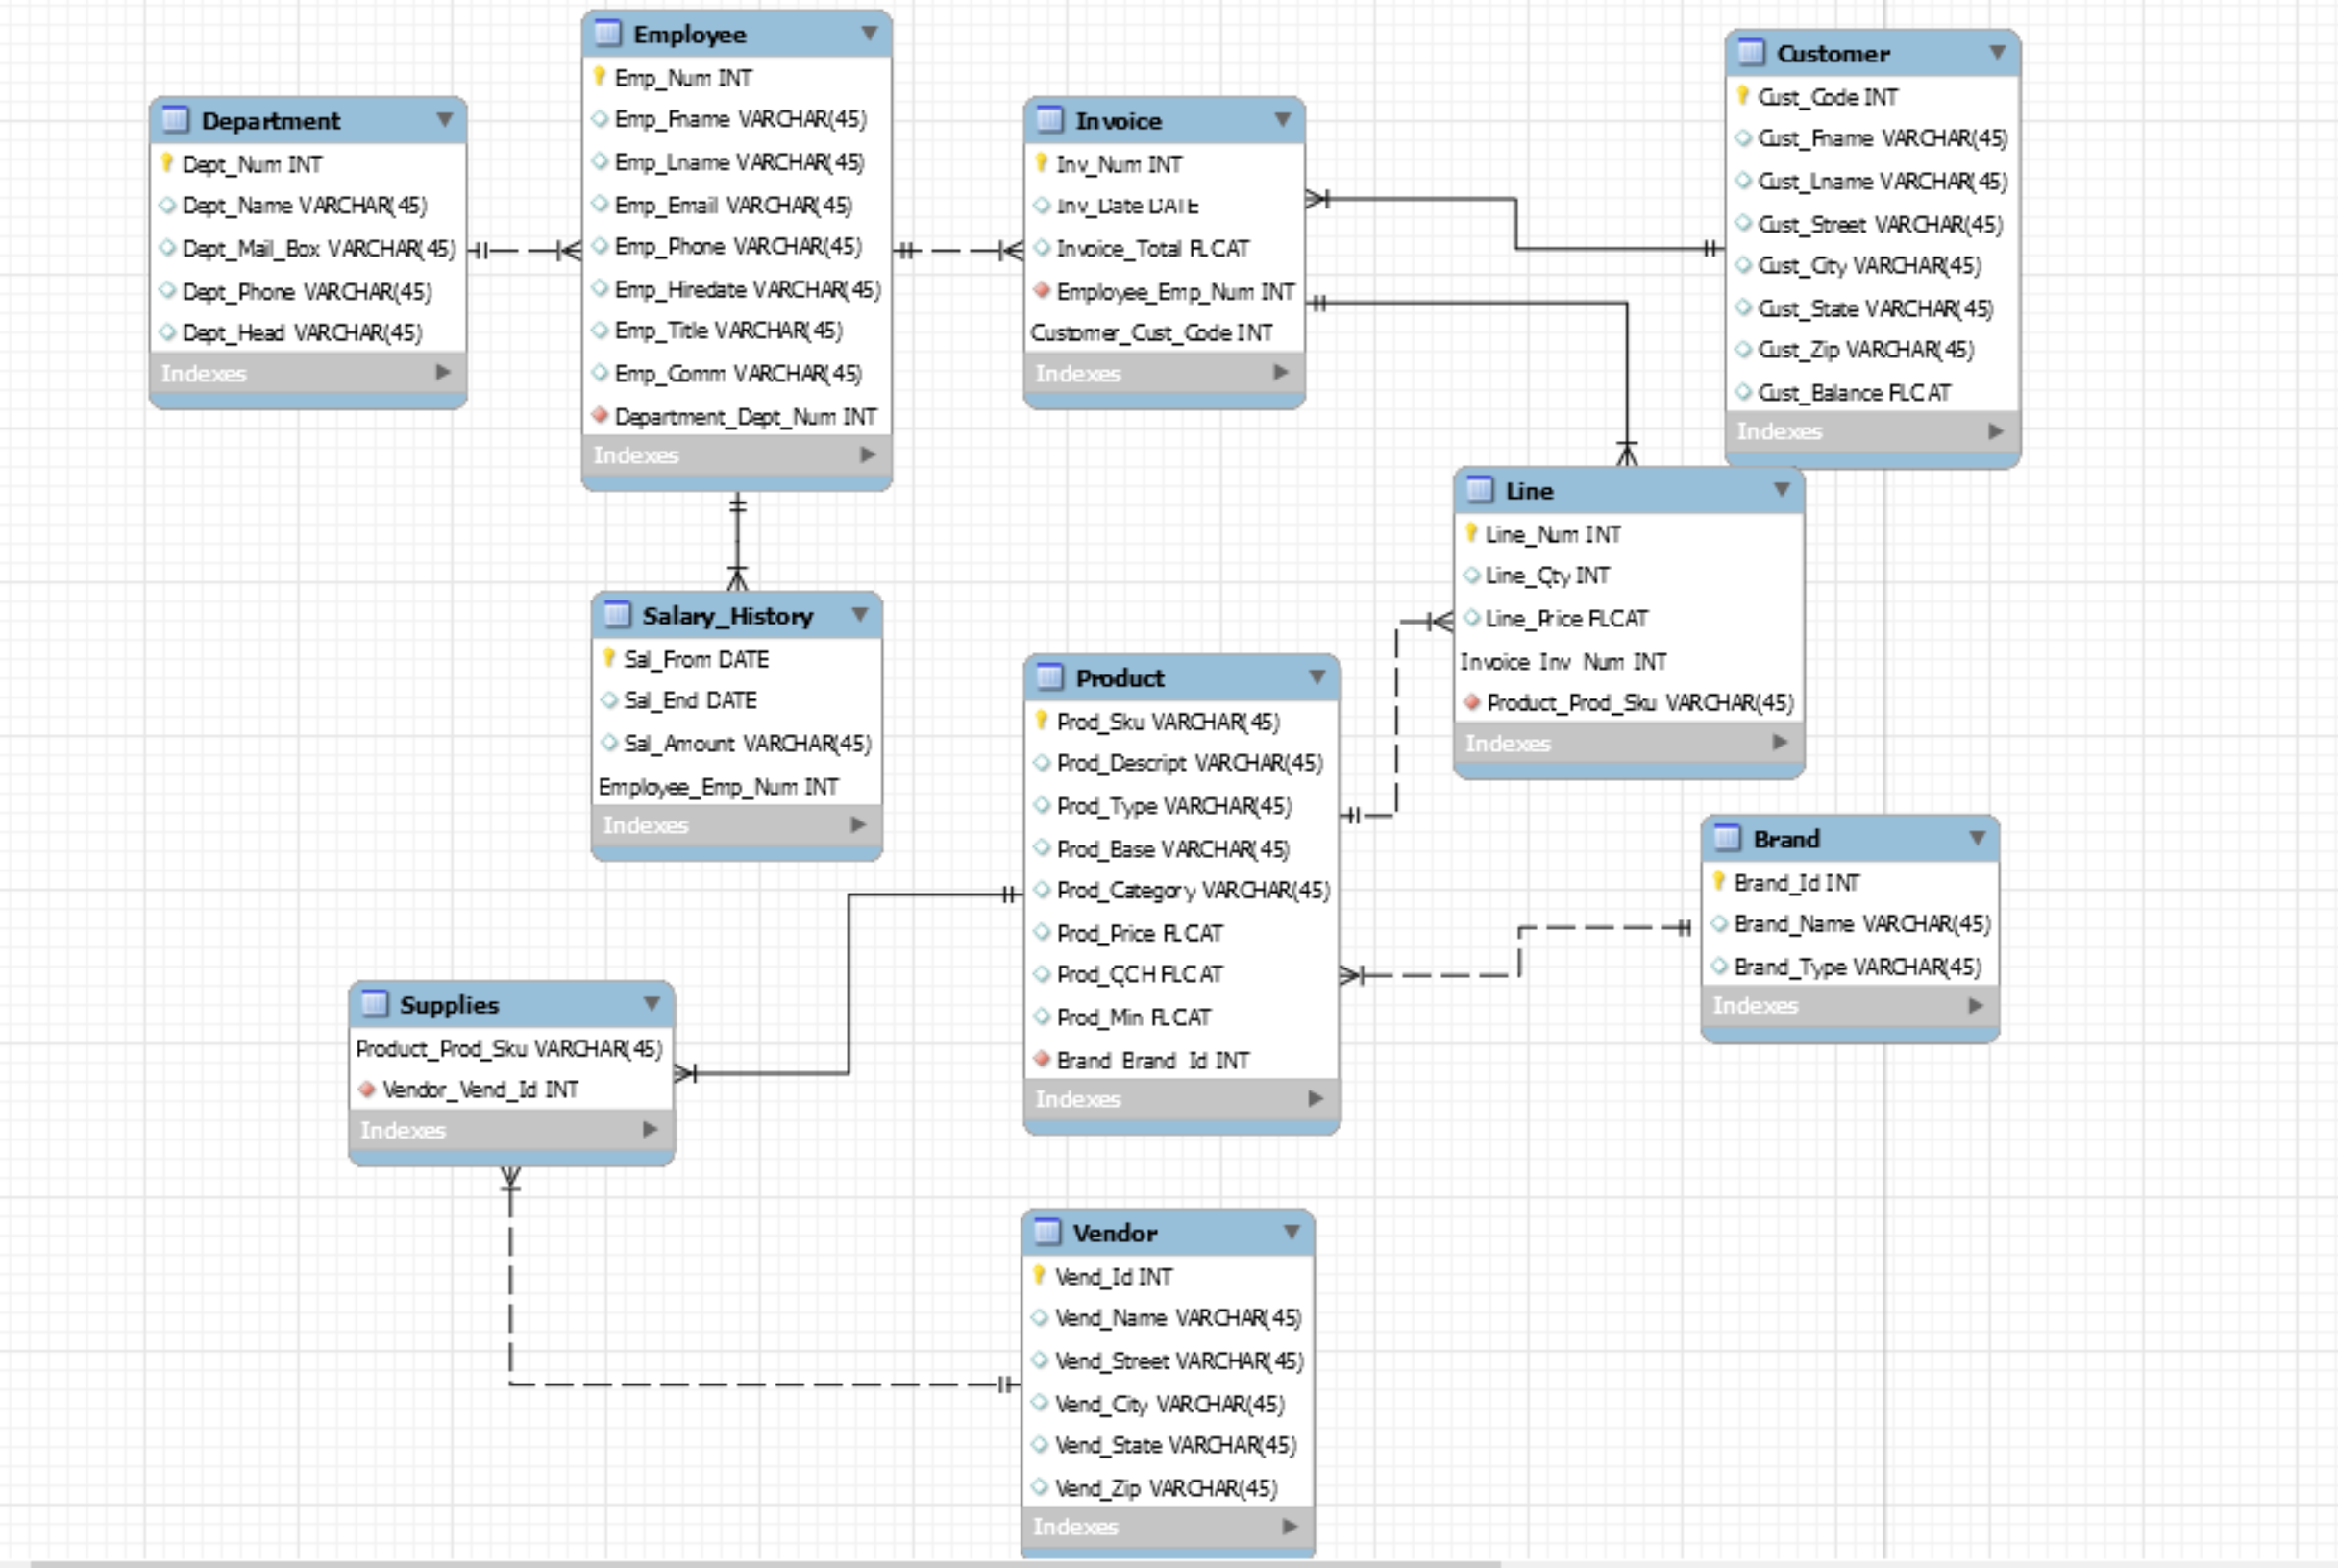 Department
Dept_Num INT
Dept_Name VARCHAR(45)
Dept_Mail_Box VARCHAR(45)
Dept_Phone VARCHAR(45)
Dept_Head VARCHAR(45)
Indexes
Employee
Emp_Num INT
Emp_Fname VARCHAR(45)
Emp_Lname VARCHAR(45)
Emp_Email VARCHAR(45)
Emp_Phone VARCHAR(45)
Emp_Hiredate VARCHAR(45)
Emp_Title VARCHAR(45)
Emp_Comm VARCHAR(45)
Department_Dept_Num INT
Indexes
Invoice
Inv_Num INT
Inv_Date DATE
Invoice_Total FLOAT
Employee_Emp_Num INT
Customer_Cust_Code INT
Indexes
Customer
Cust_Code INT
Cust_Fname VARCHAR(45)
Cust_Lname VARCHAR(45)
Cust_Street VARCHAR(45)
Cust_City VARCHAR(45)
Cust_State VARCHAR(45)
Cust_Zip VARCHAR(45)
Cust_Balance FLOAT
Indexes
Line
Line_Num INT
Line_Qty INT
Line_Price FLOAT
Invoice_Inv_Num INT
Product_Prod_Sku VARCHAR(45)
Indexes
Salary_History
Sal_From DATE
Sal_End DATE
Sal_Amount VARCHAR(45)
Employee_Emp_Num INT
Indexes
Product
Prod_Sku VARCHAR(45)
Prod_Descript VARCHAR(45)
Prod_Type VARCHAR(45)
Prod_Base VARCHAR(45)
Prod_Category VARCHAR(45)
Prod_Price FLOAT
Prod_QOH FLOAT
Prod_Min FLOAT
Brand_Brand_Id INT
Indexes
Brand
Brand_Id INT
Brand_Name VARCHAR(45)
Brand_Type VARCHAR(45)
Indexes
Supplies
Product_Prod_Sku VARCHAR(45)
Vendor_Vend_Id INT
Indexes
Vendor
Vend_Id INT
Vend_Name VARCHAR(45)
Vend_Street VARCHAR(45)
Vend_City VARCHAR(45)
Vend_State VARCHAR(45)
Vend_Zip VARCHAR(45)
Indexes